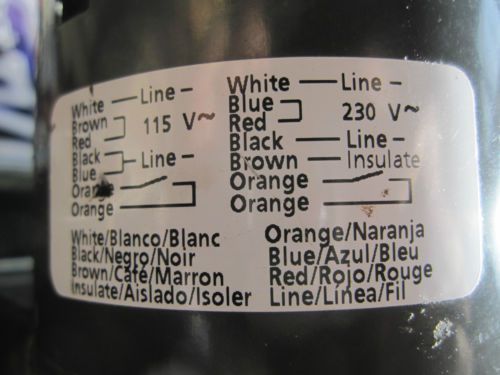 White Line
Brown 115 V~
Red
Black Line
Blue
Orange
Orange
White Line
Blue 230 V~
Red
Black Line
Brown Insulate
Orange
Orange
White/Blanco/Blanc
Black/Negro/Noir
Brown/Café/Marron
Insulate/Aislado/Isoler
Orange/Naranja
Blue/Azul/Bleu
Red/Rojo/Rouge
Line/Línea/Fil